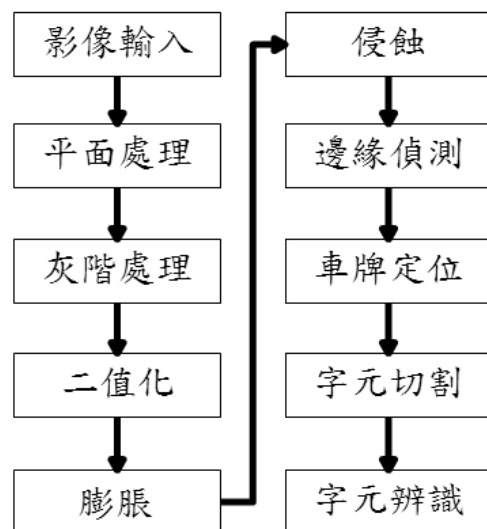 影像輸入
平面處理
灰階處理
二值化
膨脹
侵蝕
邊緣偵測
車牌定位
字元切割
字元辨識